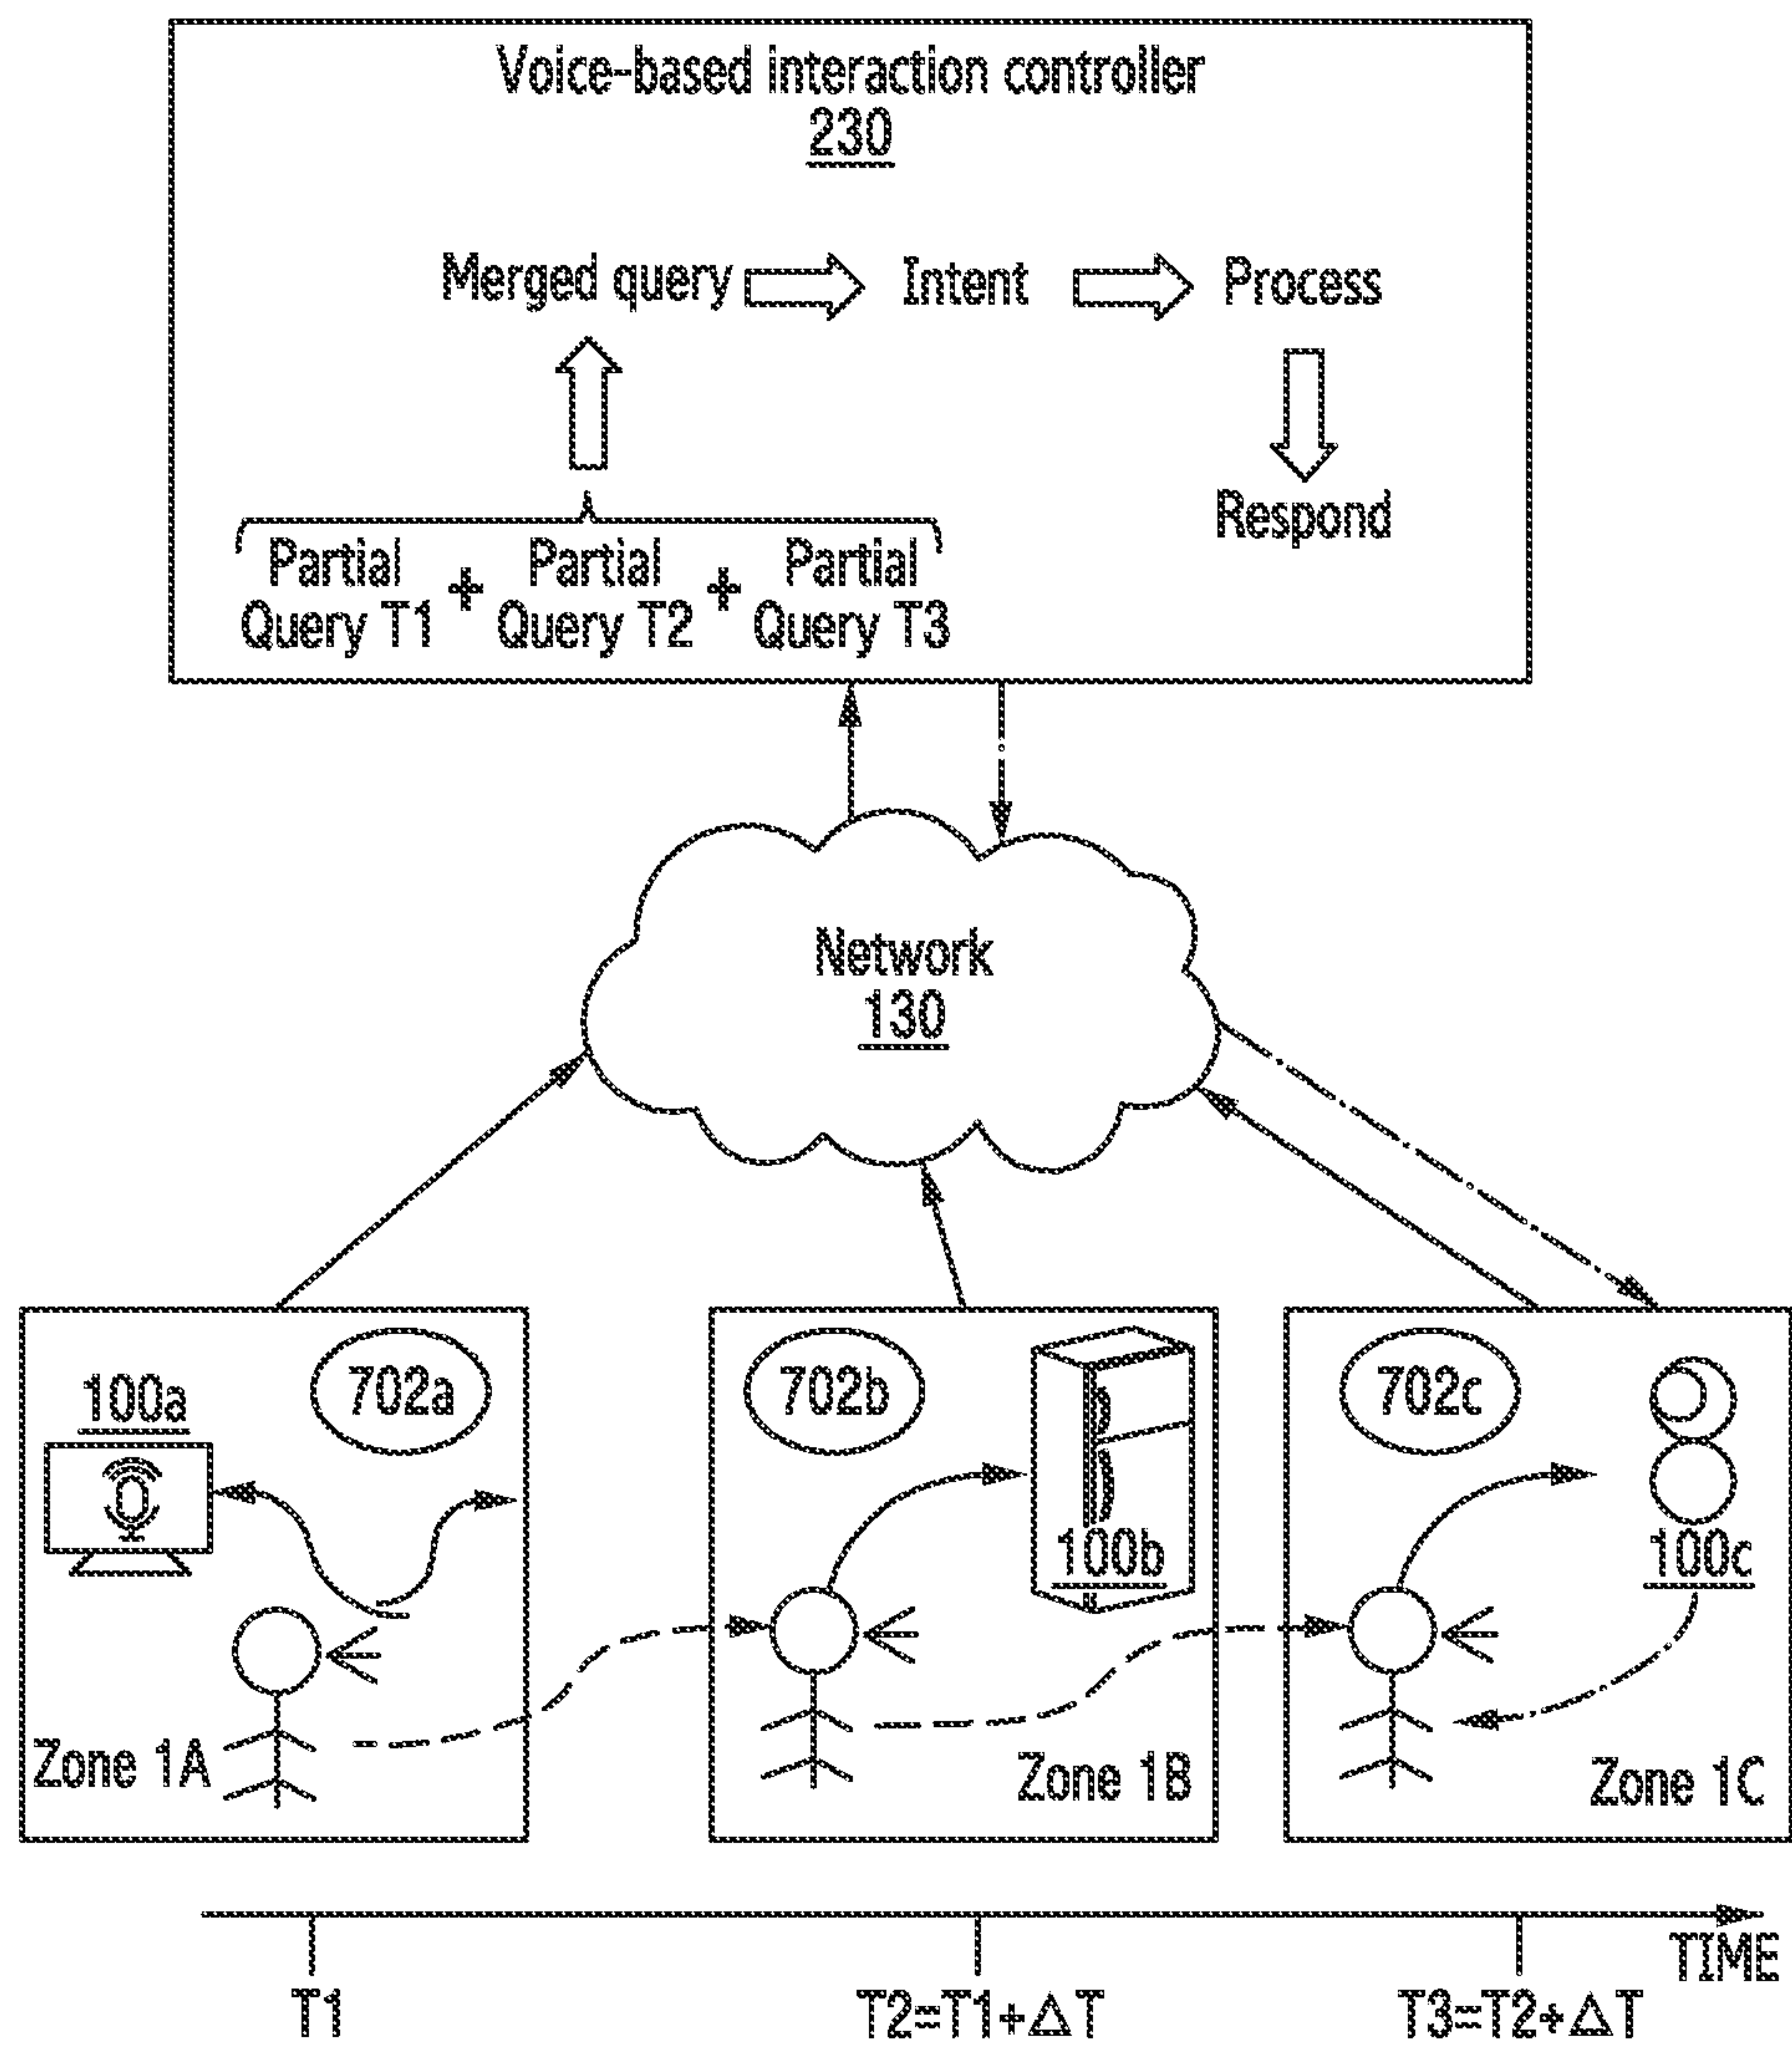 Voice-based interaction controller
230
Merged query
Intent
Process
Respond
Partial
Query T1
+
Partial
Query T2
+
Partial
Query T3
Network
130
100a
702a
Zone 1A
702b
100b
Zone 1B
702c
100c
Zone 1C
TIME
T1
T2=T1+ΔT
T3=T2+ΔT